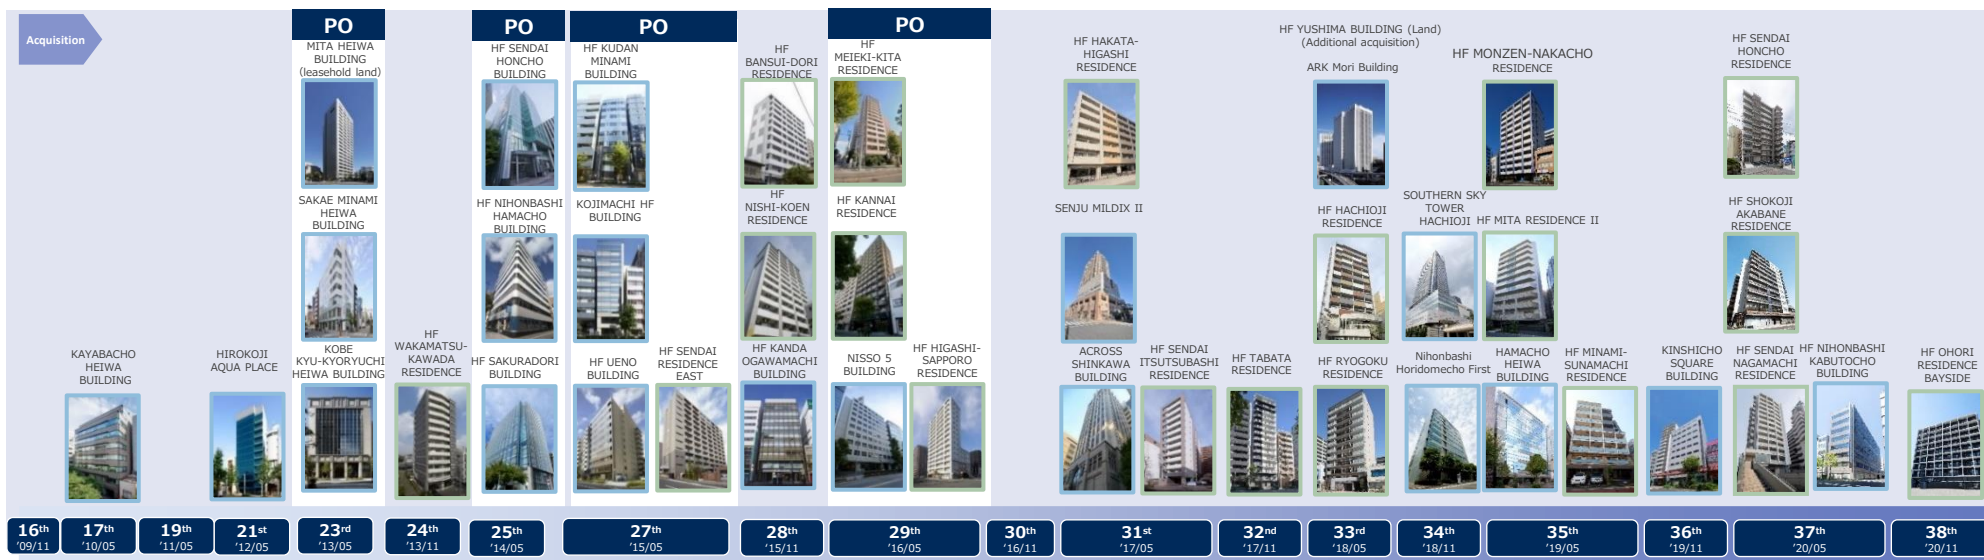 Acquisition
PO
PO
PO
PO
MITA HEIWA
BUILDING
(leasehold land)
HF SENDAI
HONCHO
BUILDING
HF KUDAN
MINAMI
BUILDING
HF
BANSUI-DORI
RESIDENCE
HF
MEIEKI-KITA
RESIDENCE
HF HAKATA-
HIGASHI
RESIDENCE
HF YUSHIMA BUILDING (Land)
(Additional acquisition)
ARK Mori Building
HF MONZEN-NAKACHO
RESIDENCE
HF SENDAI
HONCHO
RESIDENCE
SAKAE MINAMI
HEIWA
BUILDING
HF NIHONBASHI
HAMACHO
BUILDING
KOJIMACHI HF
BUILDING
HF
NISHI-KOEN
RESIDENCE
HF KANNAI
RESIDENCE
SENJU MILDIX II
HF HACHIOJI
RESIDENCE
SOUTHERN SKY
TOWER
HACHIOJI
HF MITA RESIDENCE II
HF SHOKOJI
AKABANE
RESIDENCE
KAYABACHO
HEIWA
BUILDING
HIROKOJI
AQUA PLACE
KOBE
KYU-KYORYUCHI
HEIWA BUILDING
HF
WAKAMATSU-
KAWADA
RESIDENCE
HF SAKURADORI
BUILDING
HF UENO
BUILDING
HF SENDAI
RESIDENCE
EAST
HF KANDA
OGAWAMACHI
BUILDING
NISSO 5
BUILDING
HF HIGASHI-
SAPPORO
RESIDENCE
ACROSS
SHINKAWA
BUILDING
HF SENDAI
ITSUTSUBASHI
RESIDENCE
HF TABATA
RESIDENCE
HF RYOGOKU
RESIDENCE
Nihonbashi
Horidomecho First
HAMACHO
HEIWA
BUILDING
HF MINAMI-
SUNAMACHI
RESIDENCE
KINSHICHO
SQUARE
BUILDING
HF SENDAI
NAGAMACHI
RESIDENCE
HF NIHONBASHI
KABUTOCHO
BUILDING
HF OHORI
RESIDENCE
BAYSIDE
16th
'09/11
17th
'10/05
19th
'11/05
21st
'12/05
23rd
'13/05
24th
'13/11
25th
'14/05
27th
'15/05
28th
'15/11
29th
'16/05
30th
'16/11
31st
'17/05
32nd
'17/11
33rd
'18/05
34th
'18/11
35th
'19/05
36th
'19/11
37th
'20/05
38th
'20/11